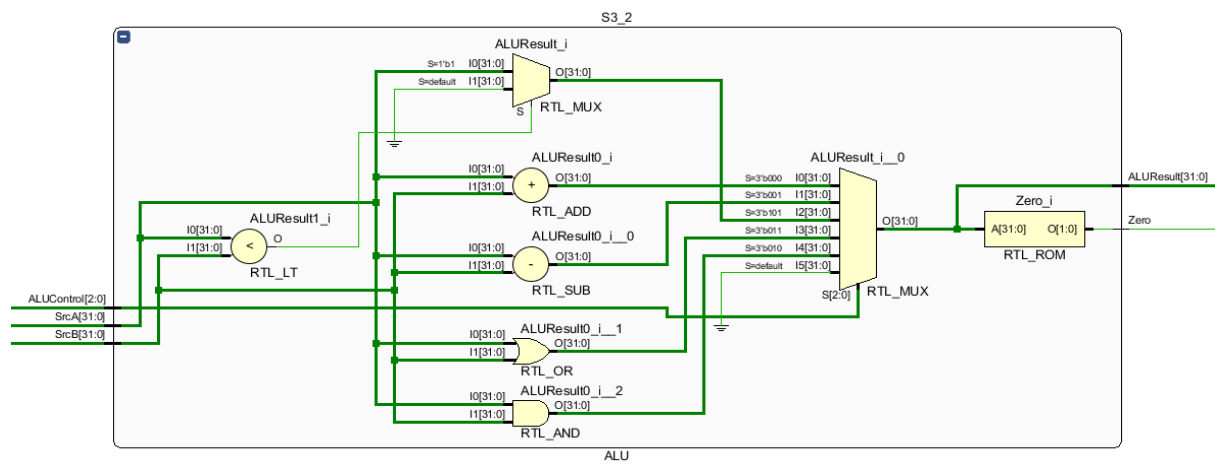 S3_2
ALUResult_i
S=1'b1 I0[31:0]
O[31:0]
S=default I1[31:0]
S
RTL_MUX
ALUResult0_i
I0[31:0]
O[31:0]
I1[31:0]
+
RTL_ADD
ALUResult1_i
I0[31:0]
O
I1[31:0]
<
RTL_LT
ALUResult0_i__0
I0[31:0]
O[31:0]
I1[31:0]
-
RTL_SUB
ALUResult_i__0
S=3'b000 I0[31:0]
S=3'b001 I1[31:0]
S=3'b101 I2[31:0]
O[31:0]
S=3'b011 I3[31:0]
S=3'b010 I4[31:0]
S=default I5[31:0]
S[2:0]
RTL_MUX
Zero_i
A[31:0] O[1:0]
RTL_ROM
ALUResult[31:0]
Zero
ALUControl[2:0]
SrcA[31:0]
SrcB[31:0]
ALUResult0_i__1
I0[31:0]
O[31:0]
I1[31:0]
RTL_OR
ALUResult0_i__2
I0[31:0]
O[31:0]
I1[31:0]
RTL_AND
ALU